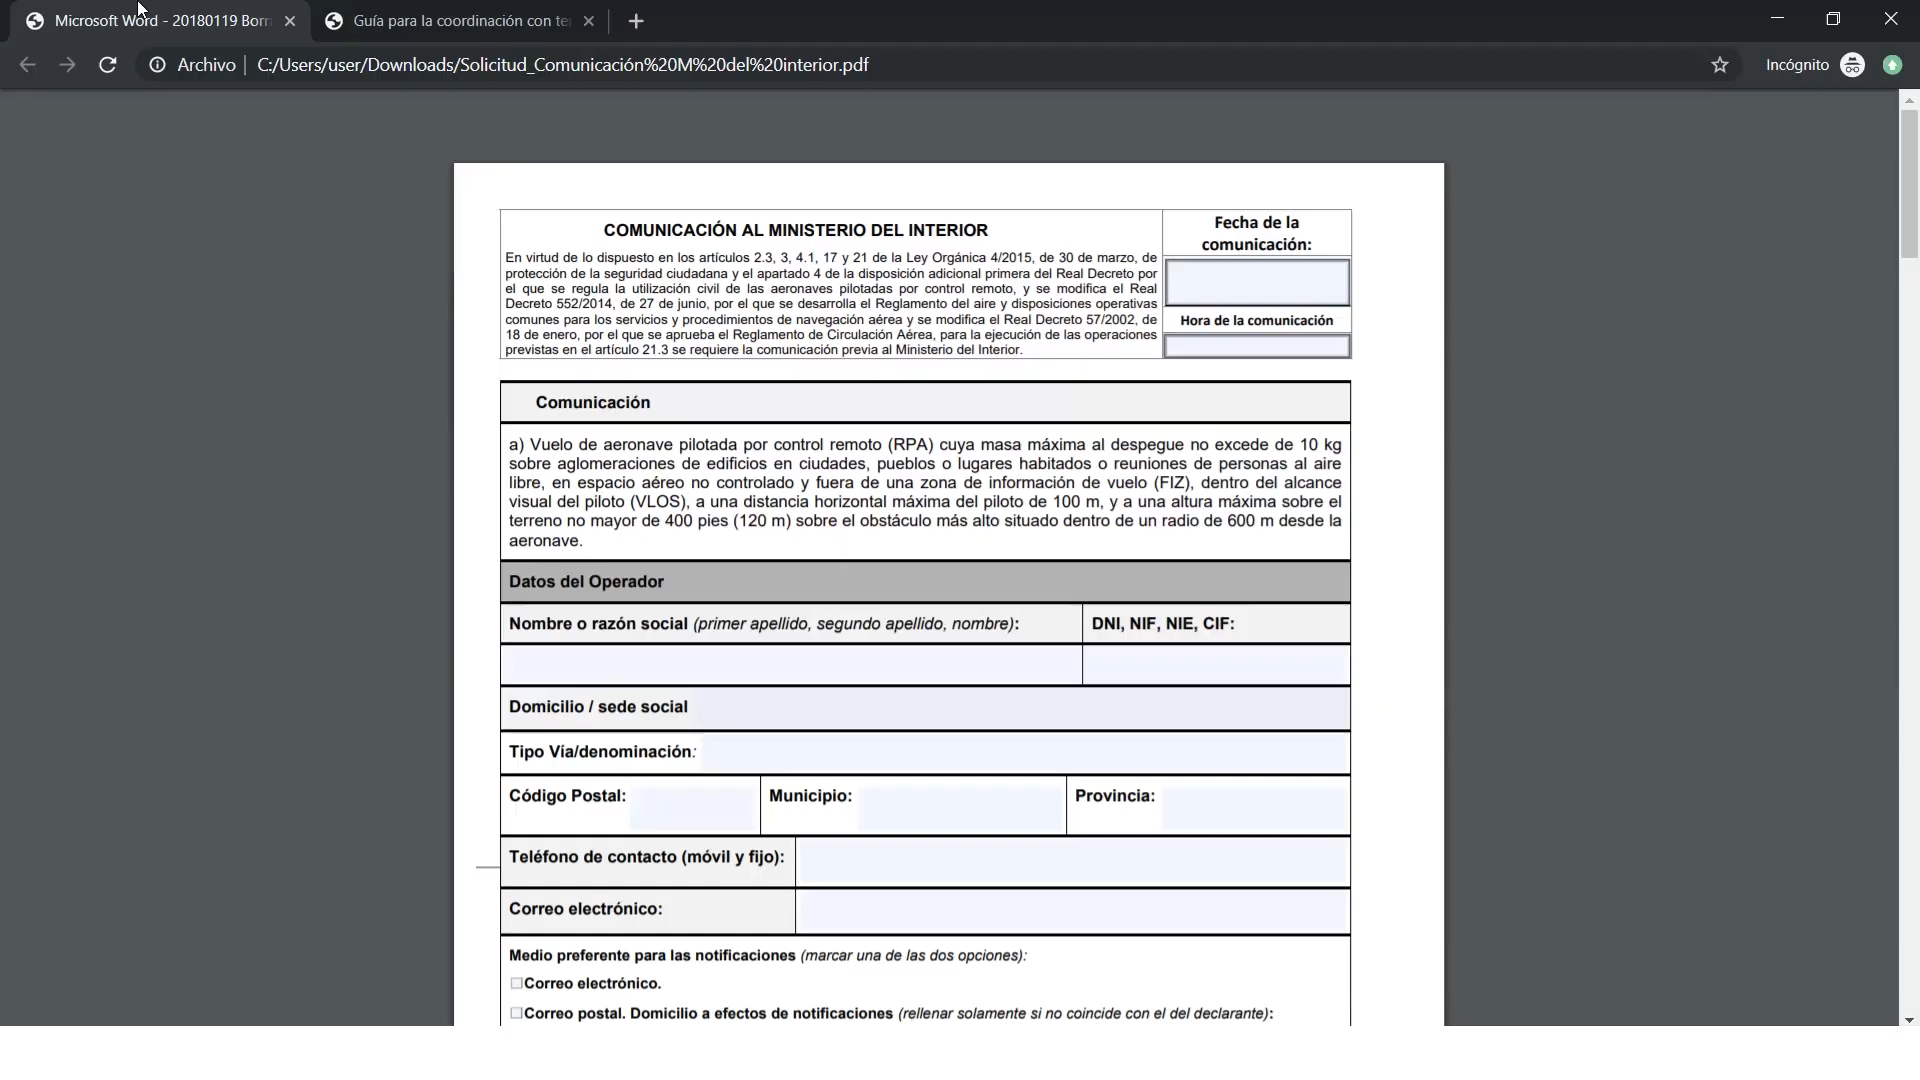 Microsoft Word - 20180119 Borr
Guía para la coordinación con te
Archivo
C:/Users/user/Downloads/Solicitud_Comunicación%20M%20del%20interior.pdf
Incógnito
COMUNICACIÓN AL MINISTERIO DEL INTERIOR
En virtud de lo dispuesto en los artículos 2.3, 3, 4.1, 17 y 21 de la Ley Orgánica 4/2015, de 30 de marzo, de
protección de la seguridad ciudadana y el apartado 4 de la disposición adicional primera del Real Decreto por
el que se regula la utilización civil de las aeronaves pilotadas por control remoto, y se modifica el Real
Decreto 552/2014, de 27 de junio, por el que se desarrolla el Reglamento del aire y disposiciones operativas
comunes para los servicios y procedimientos de navegación aérea y se modifica el Real Decreto 57/2002, de
18 de enero, por el que se aprueba el Reglamento de Circulación Aérea, para la ejecución de las operaciones
previstas en el artículo 21.3 se requiere la comunicación previa al Ministerio del Interior.
Fecha de la
comunicación:
Hora de la comunicación
Comunicación
a) Vuelo de aeronave pilotada por control remoto (RPA) cuya masa máxima al despegue no excede de 10 kg
sobre aglomeraciones de edificios en ciudades, pueblos o lugares habitados o reuniones de personas al aire
libre, en espacio aéreo no controlado y fuera de una zona de información de vuelo (FIZ), dentro del alcance
visual del piloto (VLOS), a una distancia horizontal máxima del piloto de 100 m, y a una altura máxima sobre el
terreno no mayor de 400 pies (120 m) sobre el obstáculo más alto situado dentro de un radio de 600 m desde la
aeronave.
Datos del Operador
Nombre o razón social (primer apellido, segundo apellido, nombre):
DNI, NIF, NIE, CIF:
Domicilio / sede social
Tipo Vía/denominación:
Código Postal:
Municipio:
Provincia:
Teléfono de contacto (móvil y fijo):
Correo electrónico:
Medio preferente para las notificaciones (marcar una de las dos opciones):
Correo electrónico.
Correo postal. Domicilio a efectos de notificaciones (rellenar solamente si no coincide con el del declarante):